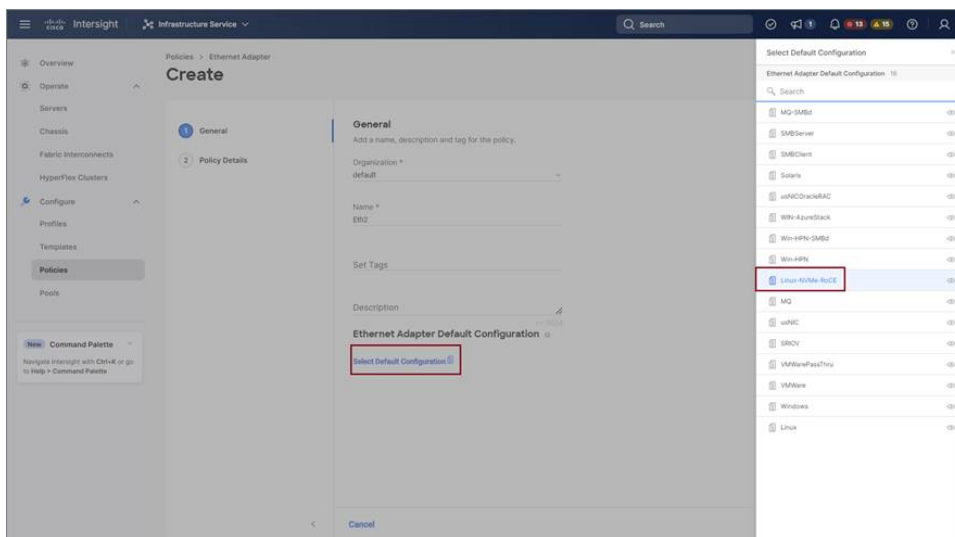 cisco Intersight
Infrastructure Service
Search
1
13
15
Overview
Operate
Servers
Chassis
Fabric Interconnects
HyperFlex Clusters
Configure
Profiles
Templates
Policies
Pools
New Command Palette
Navigate Intersight with Ctrl+K or go
to Help > Command Palette
Policies > Ethernet Adapter
Create
1 General
2 Policy Details
General
Add a name, description and tag for the policy.
Organization *
default
Name *
Eth2
Set Tags
Description
<= 1024
Ethernet Adapter Default Configuration
Select Default Configuration
Cancel
Select Default Configuration
Ethernet Adapter Default Configuration 16
Search
MQ-SMBd
SMBServer
SMBClient
Solaris
usNICOracleRAC
WIN-AzureStack
Win-HPN-SMBd
Win-HPN
Linux-NVMe-RoCE
MQ
usNIC
SRIOV
VMWarePassThru
VMWare
Windows
Linux